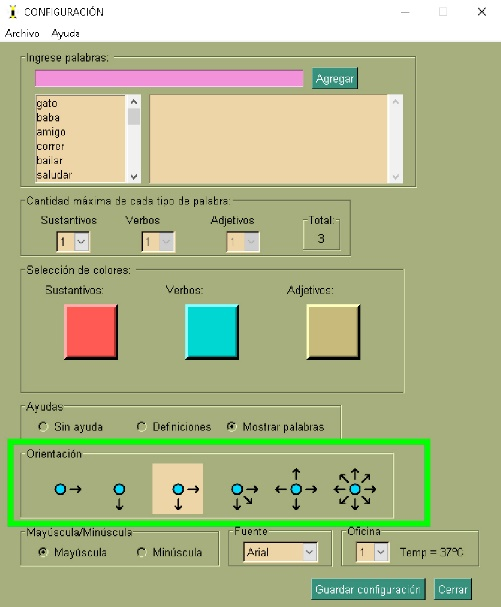 CONFIGURACIÓN
Archivo Ayuda
Ingrese palabras:
Agregar
gato
baba
amigo
correr
bailar
saludar
Cantidad máxima de cada tipo de palabra:
Sustantivos Verbos Adjetivos Total:
1 1 1 3
Selección de colores:
Sustantivos: Verbos: Adjetivos:
Ayudas
Sin ayuda Definiciones Mostrar palabras
Orientación
Mayúscula/Minúscula Fuente Oficina
Mayúscula Minúscula Arial 1 Temp = 37ºC
Guardar configuración Cerrar